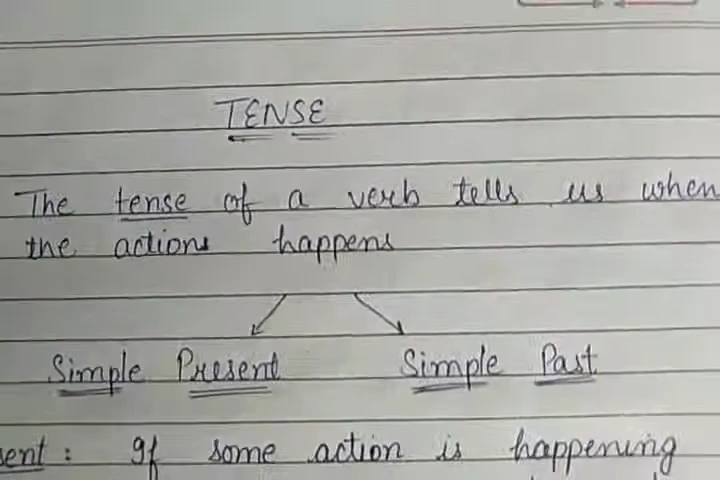 TENSE
The tense of a verb tells us when
the actions happens
Simple Present Simple Past
sent : If some action is happening